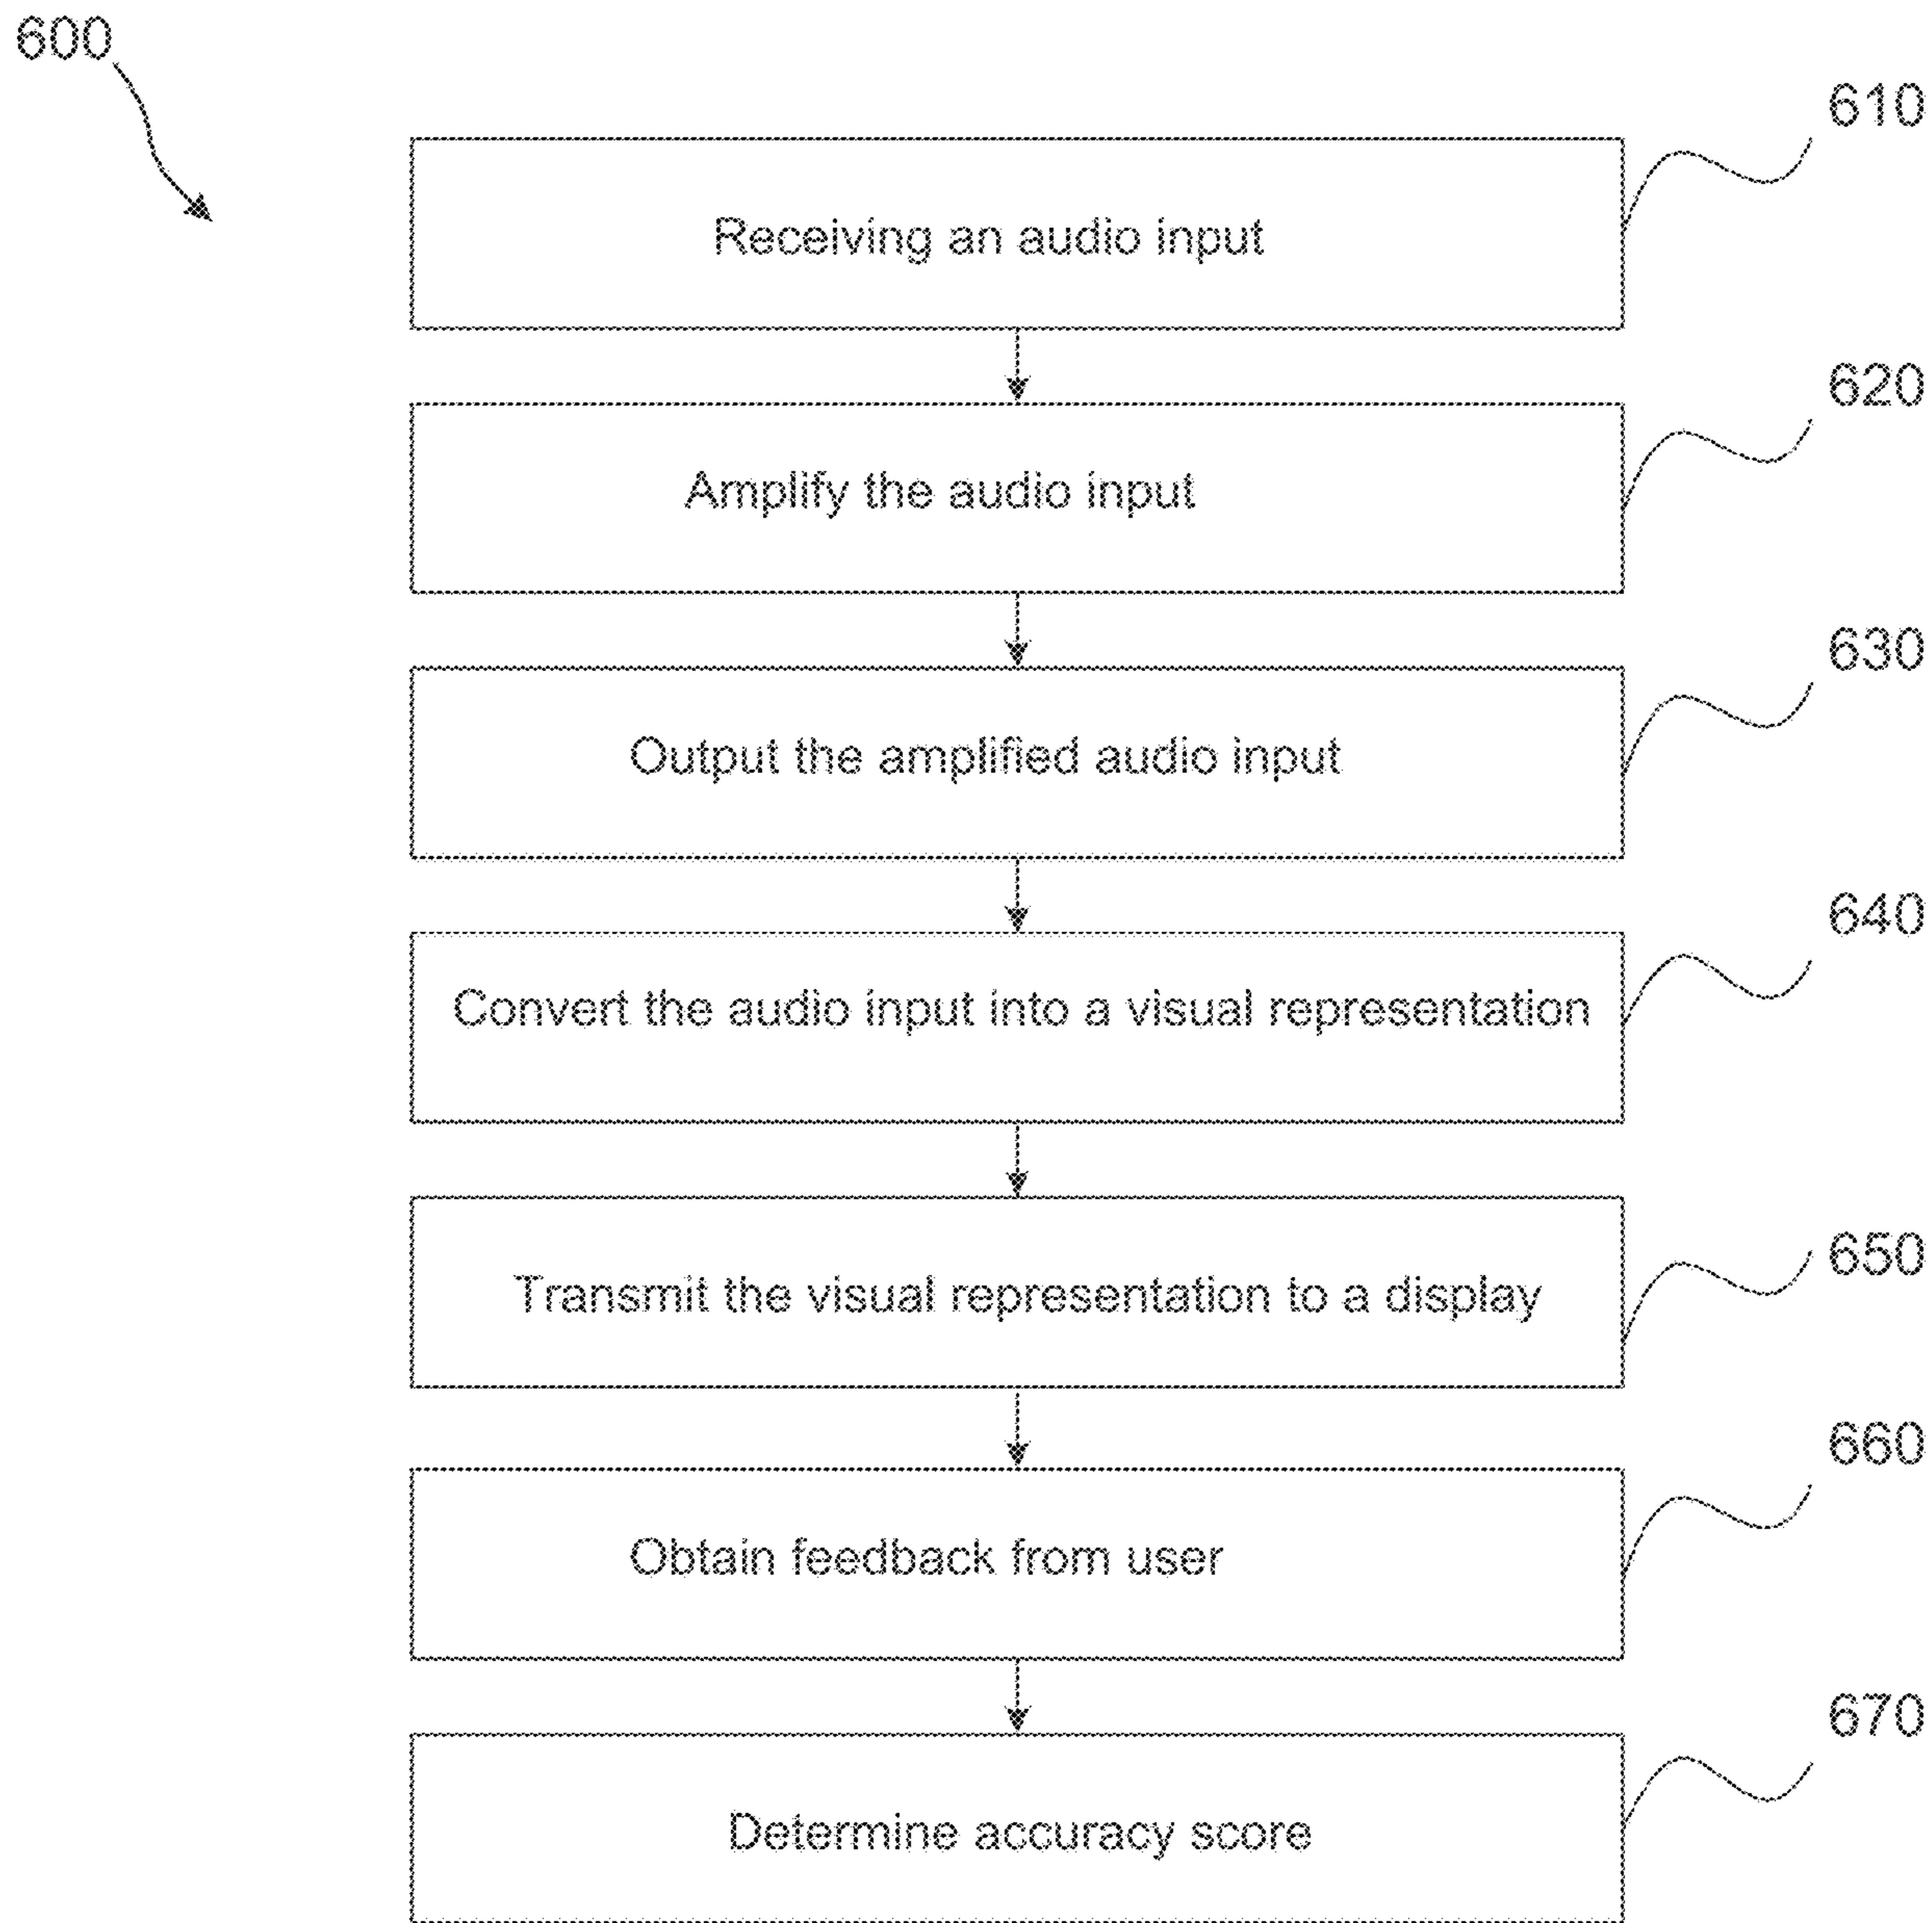 600
610
Receiving an audio input
620
Amplify the audio input
630
Output the amplified audio input
640
Convert the audio input into a visual representation
650
Transmit the visual representation to a display
660
Obtain feedback from user
670
Determine accuracy score